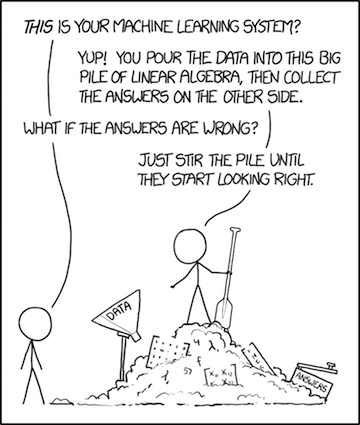 THIS IS YOUR MACHINE LEARNING SYSTEM?
YUP! YOU POUR THE DATA INTO THIS BIG
PILE OF LINEAR ALGEBRA, THEN COLLECT
THE ANSWERS ON THE OTHER SIDE.
WHAT IF THE ANSWERS ARE WRONG?
JUST STIR THE PILE UNTIL
THEY START LOOKING RIGHT.
DATA
ANSWERS